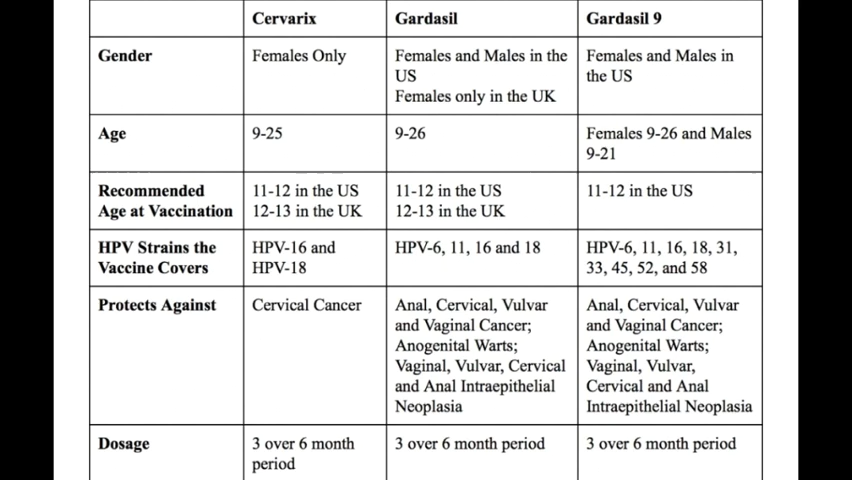 Cervarix Gardasil Gardasil 9
Gender Females Only Females and Males in the Females and Males in
US the US
Females only in the UK
Age 9-25 9-26 Females 9-26 and Males
9-21
Recommended 11-12 in the US 11-12 in the US 11-12 in the US
Age at Vaccination 12-13 in the UK 12-13 in the UK
HPV Strains the HPV-16 and HPV-6, 11, 16 and 18 HPV-6, 11, 16, 18, 31,
Vaccine Covers HPV-18 33, 45, 52, and 58
Protects Against Cervical Cancer Anal, Cervical, Vulvar Anal, Cervical, Vulvar
and Vaginal Cancer; and Vaginal Cancer;
Anogenital Warts; Anogenital Warts;
Vaginal, Vulvar, Cervical Vaginal, Vulvar,
and Anal Intraepithelial Cervical and Anal
Neoplasia Intraepithelial Neoplasia
Dosage 3 over 6 month 3 over 6 month period 3 over 6 month period
period